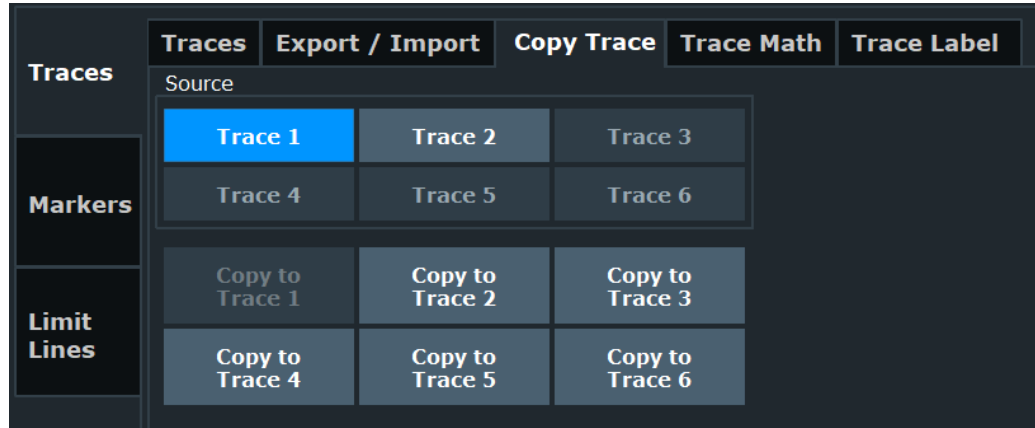 Traces
Markers
Limit
Lines
Traces Export / Import Copy Trace Trace Math Trace Label
Source
Trace 1 Trace 2 Trace 3
Trace 4 Trace 5 Trace 6
Copy to Copy to Copy to
Trace 1 Trace 2 Trace 3
Copy to Copy to Copy to
Trace 4 Trace 5 Trace 6